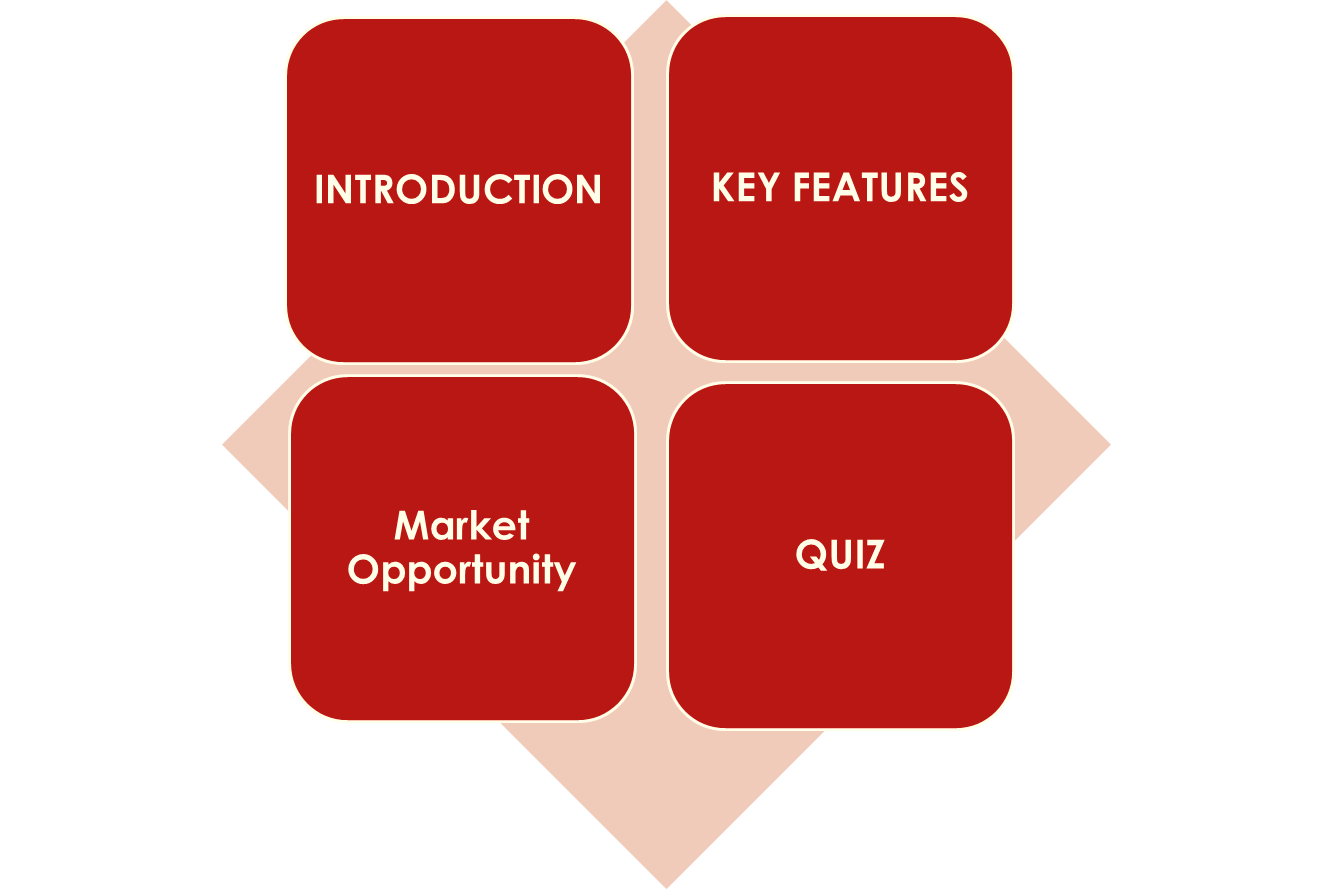 INTRODUCTION
KEY FEATURES
Market
Opportunity
QUIZ